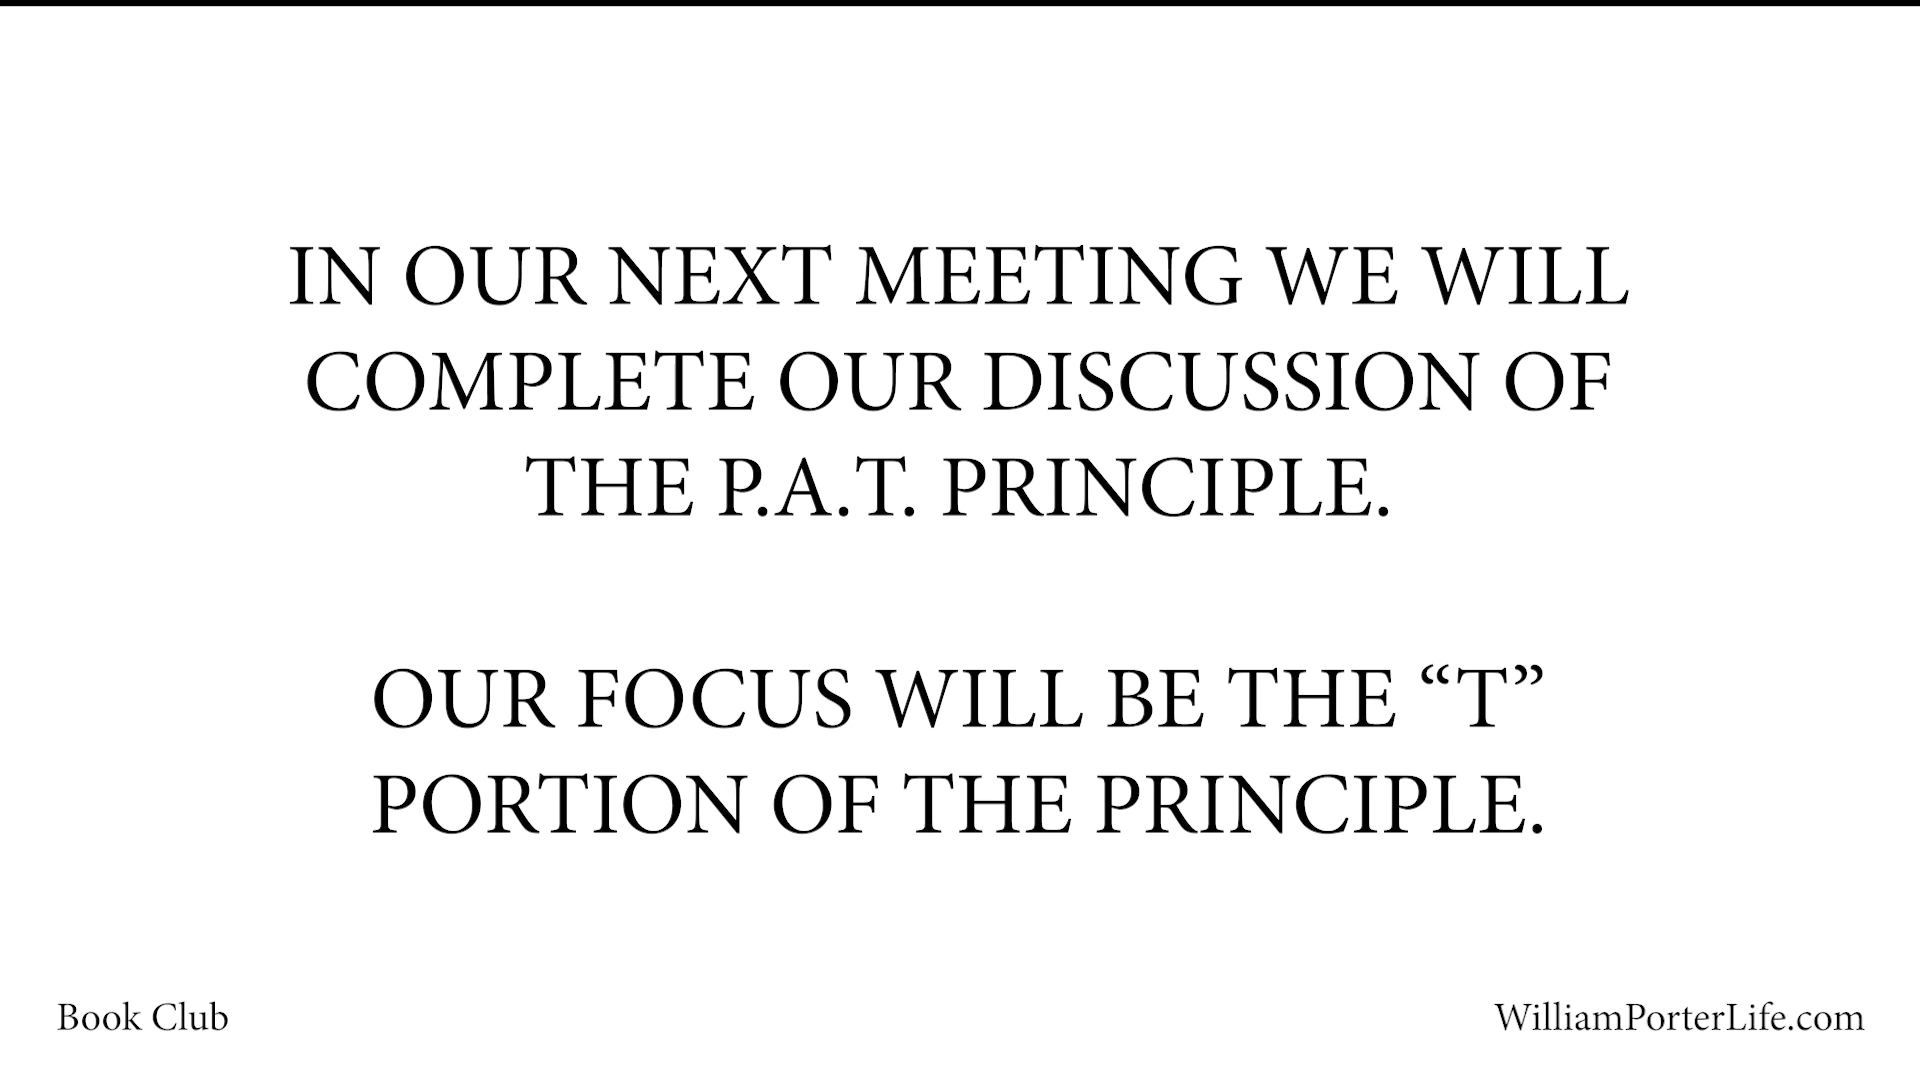 IN OUR NEXT MEETING WE WILL
COMPLETE OUR DISCUSSION OF
THE P.A.T. PRINCIPLE.
OUR FOCUS WILL BE THE “T”
PORTION OF THE PRINCIPLE.
Book Club
WilliamPorterLife.com